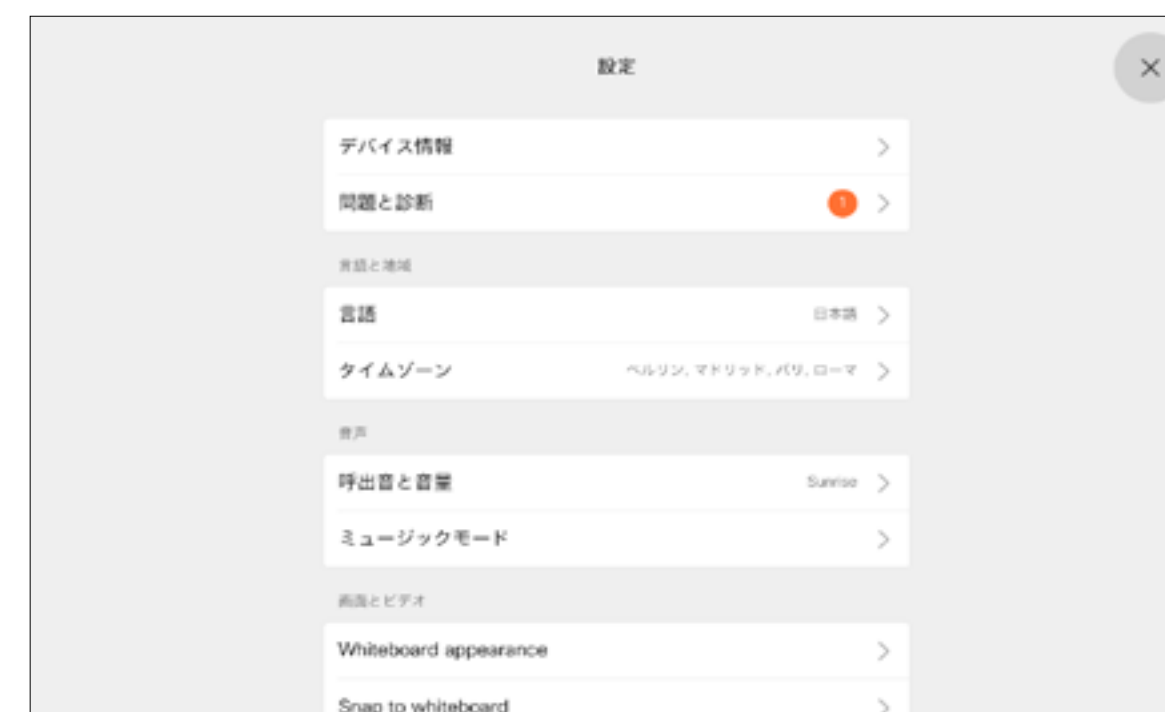 設定
デバイス情報
問題と診断 1
言語と地域
言語 日本語
タイムゾーン ベルリン, マドリッド, パリ, ローマ
音声
呼出音と音量 Sunrise
ミュージックモード
画面とビデオ
Whiteboard appearance
Snap to whiteboard